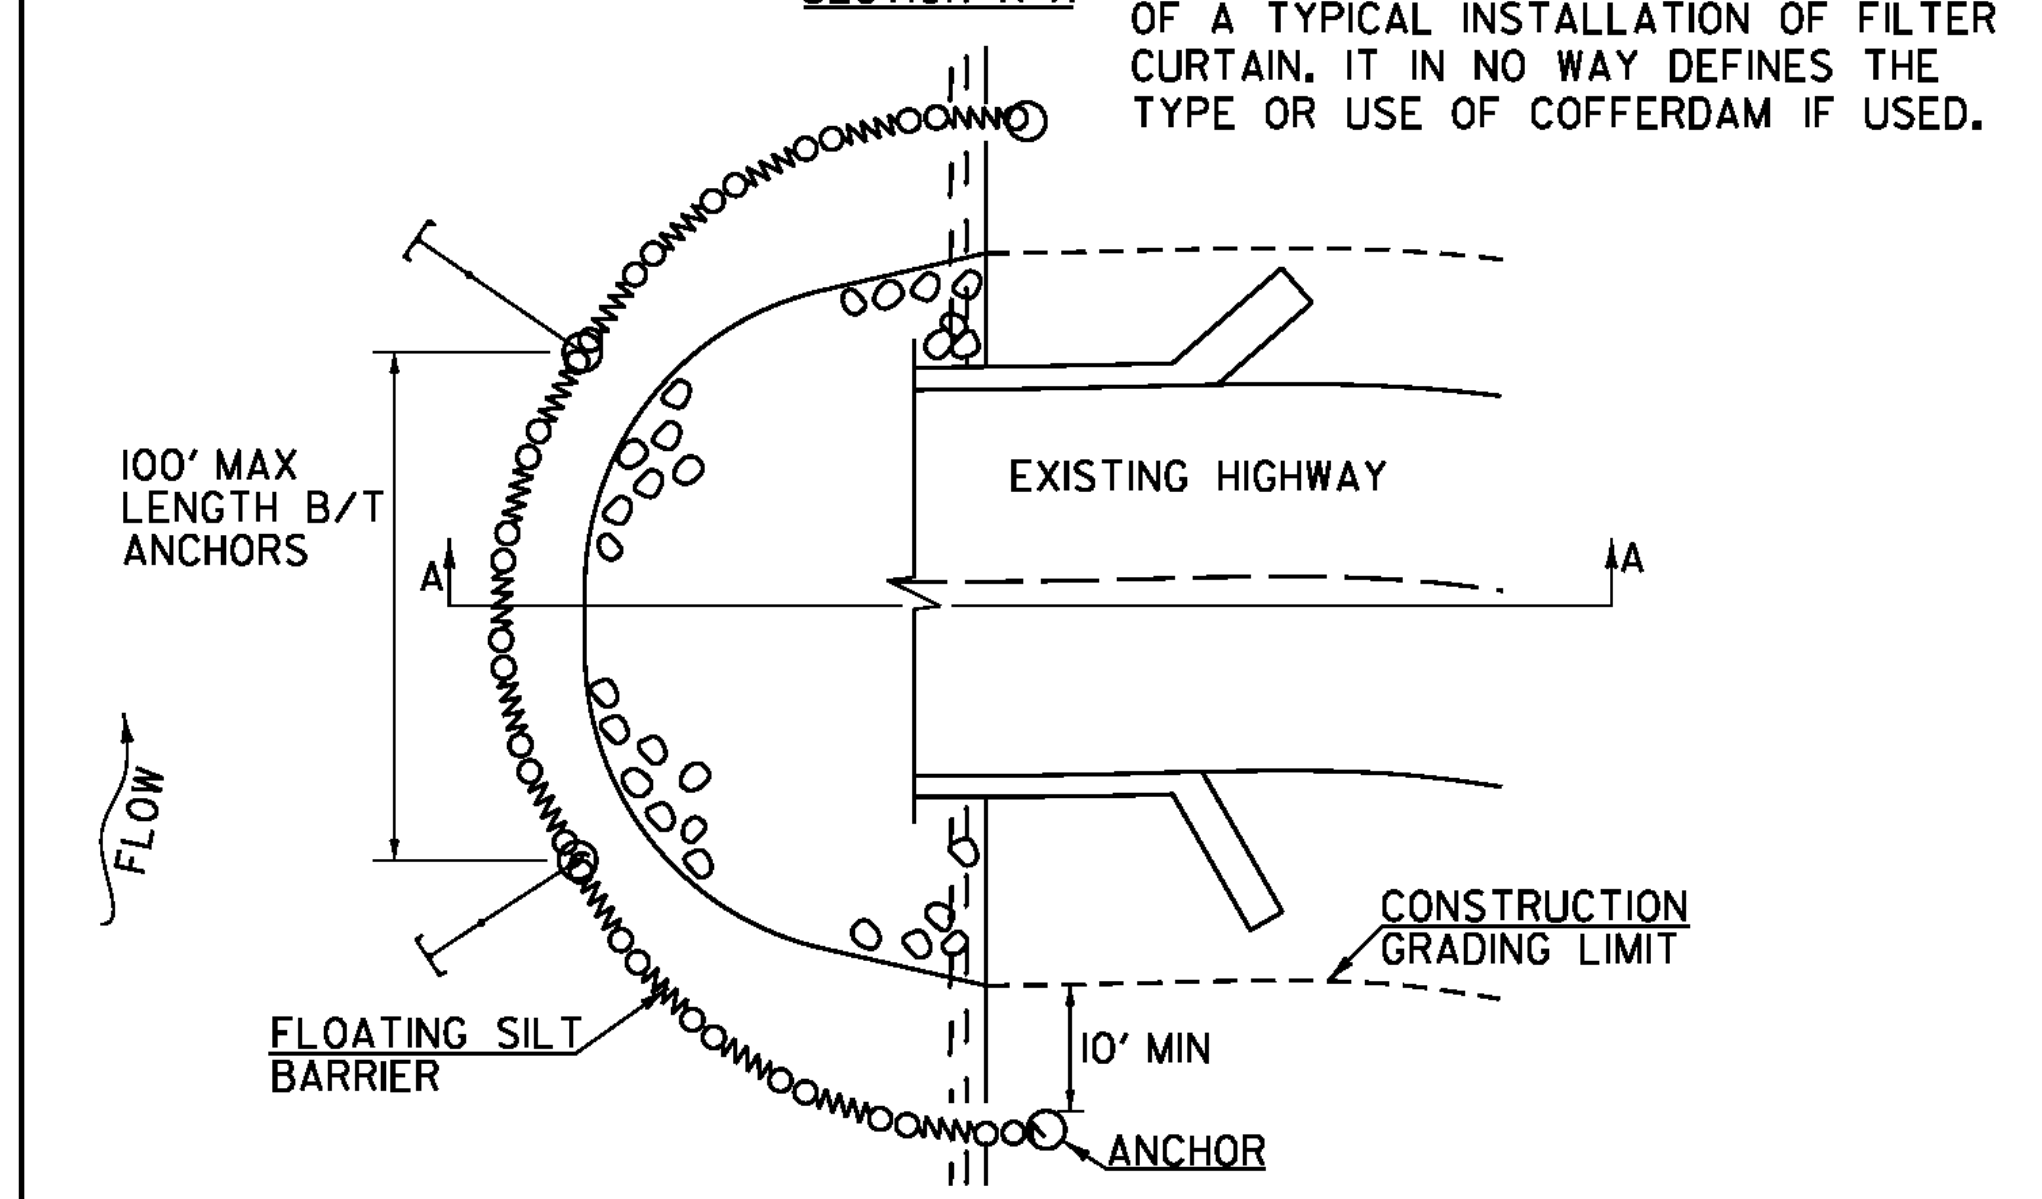 OF A TYPICAL INSTALLATION OF FILTER
CURTAIN. IT IN NO WAY DEFINES THE
TYPE OR USE OF COFFERDAM IF USED.
100' MAX
LENGTH B/T
ANCHORS
EXISTING HIGHWAY
A
A
FLOW
CONSTRUCTION
GRADING LIMIT
FLOATING SILT
BARRIER
10' MIN
ANCHOR